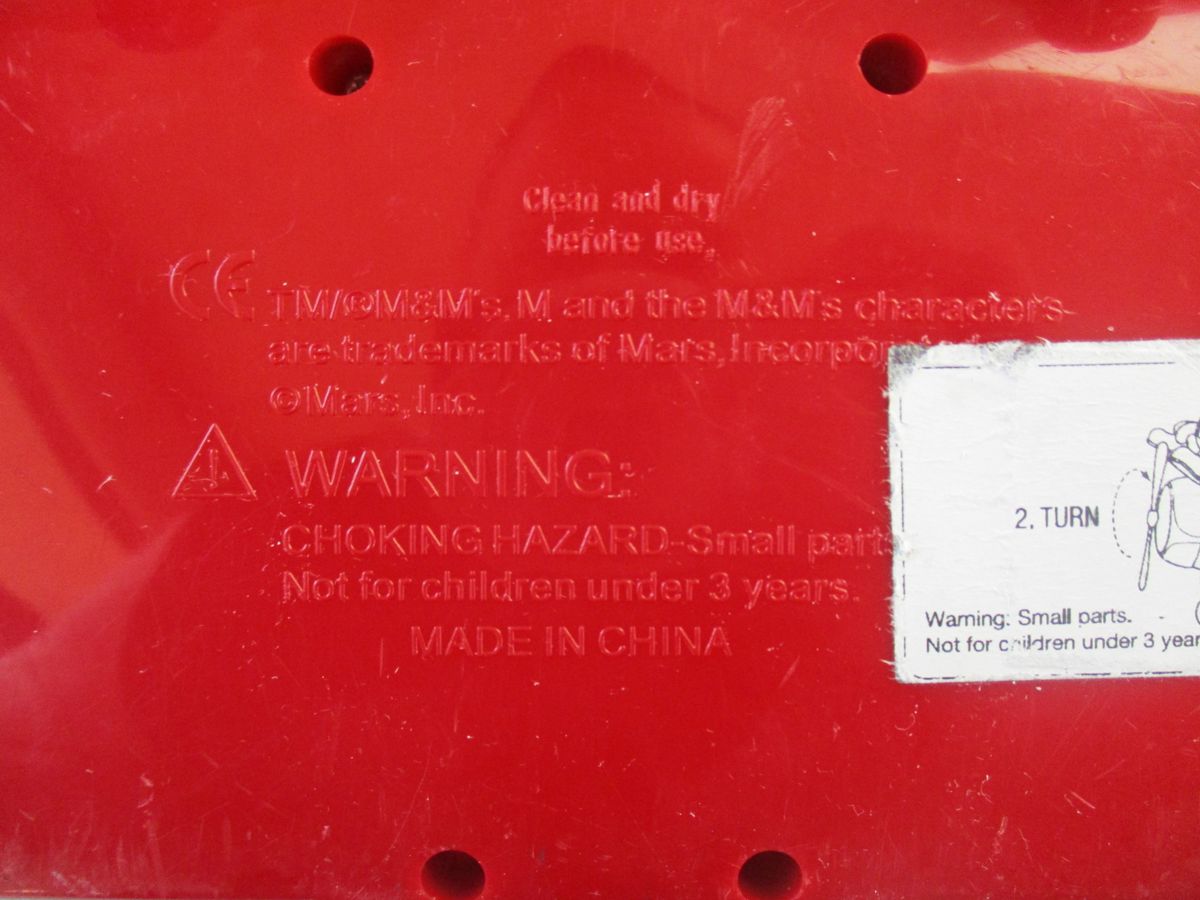 Clean and dry
before use.
CE
TM/®M&M's, M and the M&M's characters
are trademarks of Mars, Incorporated
©Mars, Inc.
WARNING:
CHOKING HAZARD-Small parts
Not for children under 3 years.
MADE IN CHINA
2. TURN
Warning: Small parts.
Not for children under 3 year